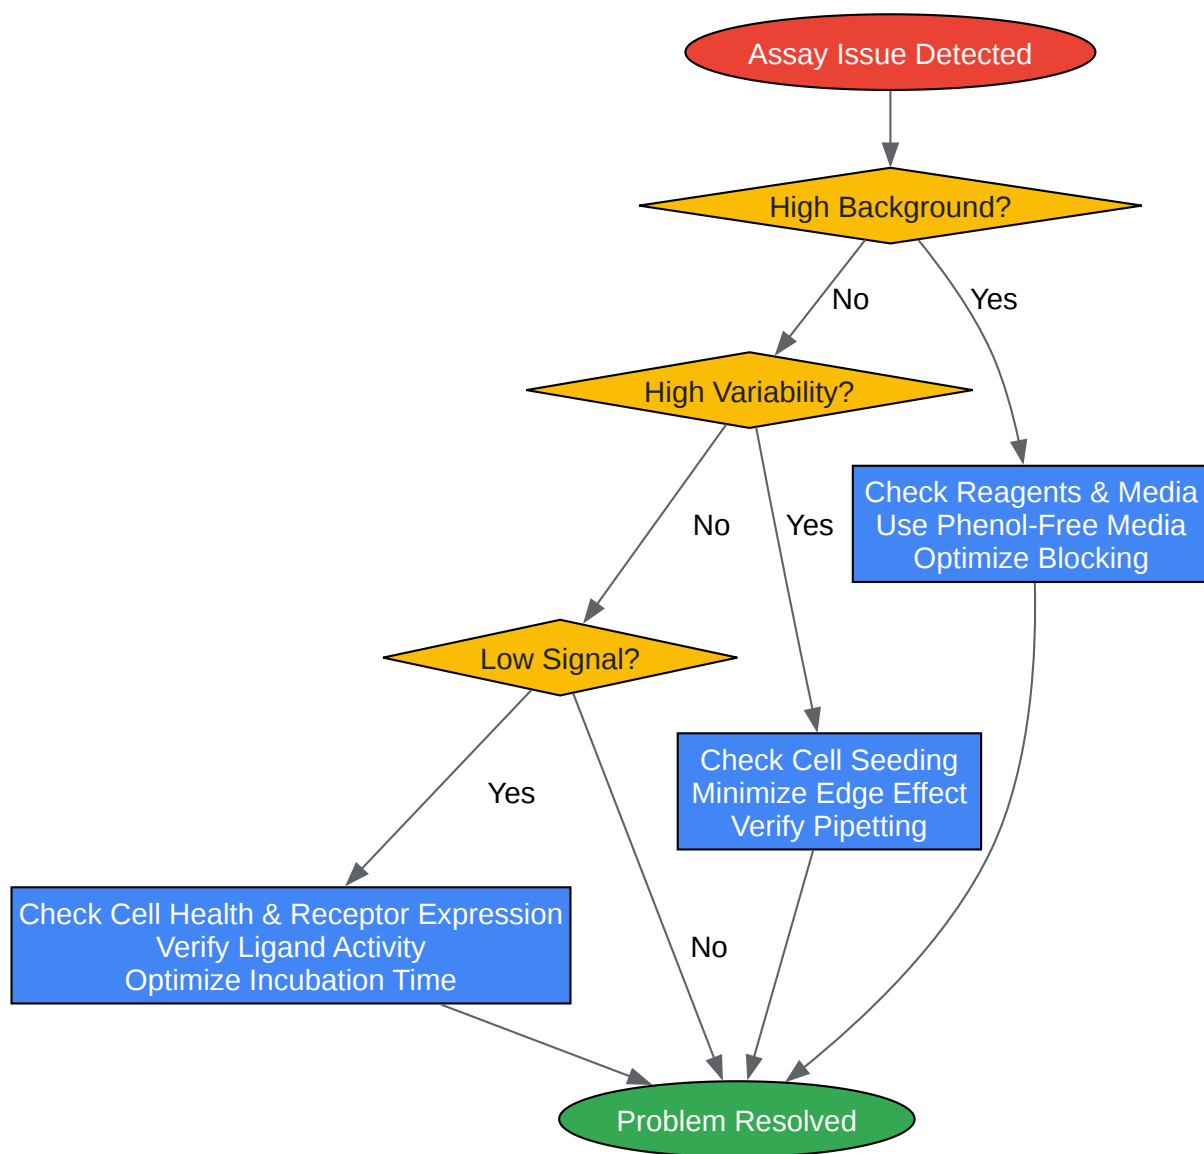 Assay Issue Detected
High Background?
No
Yes
High Variability?
No
Yes
Check Reagents & Media
Use Phenol-Free Media
Optimize Blocking
Low Signal?
Yes
No
Check Cell Seeding
Minimize Edge Effect
Verify Pipetting
Check Cell Health & Receptor Expression
Verify Ligand Activity
Optimize Incubation Time
Problem Resolved